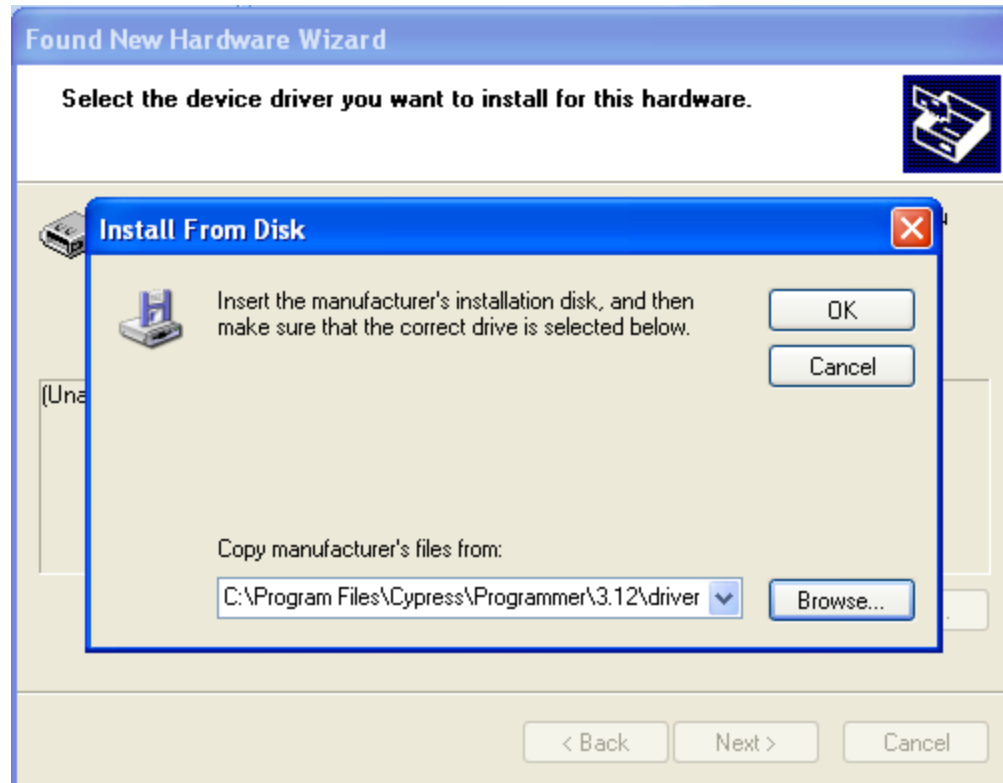 Found New Hardware Wizard
Select the device driver you want to install for this hardware.
Install From Disk
Insert the manufacturer's installation disk, and then
make sure that the correct drive is selected below.
OK
Cancel
(Una
Copy manufacturer's files from:
C:\Program Files\Cypress\Programmer\3.12\driver
Browse...
< Back
Next >
Cancel